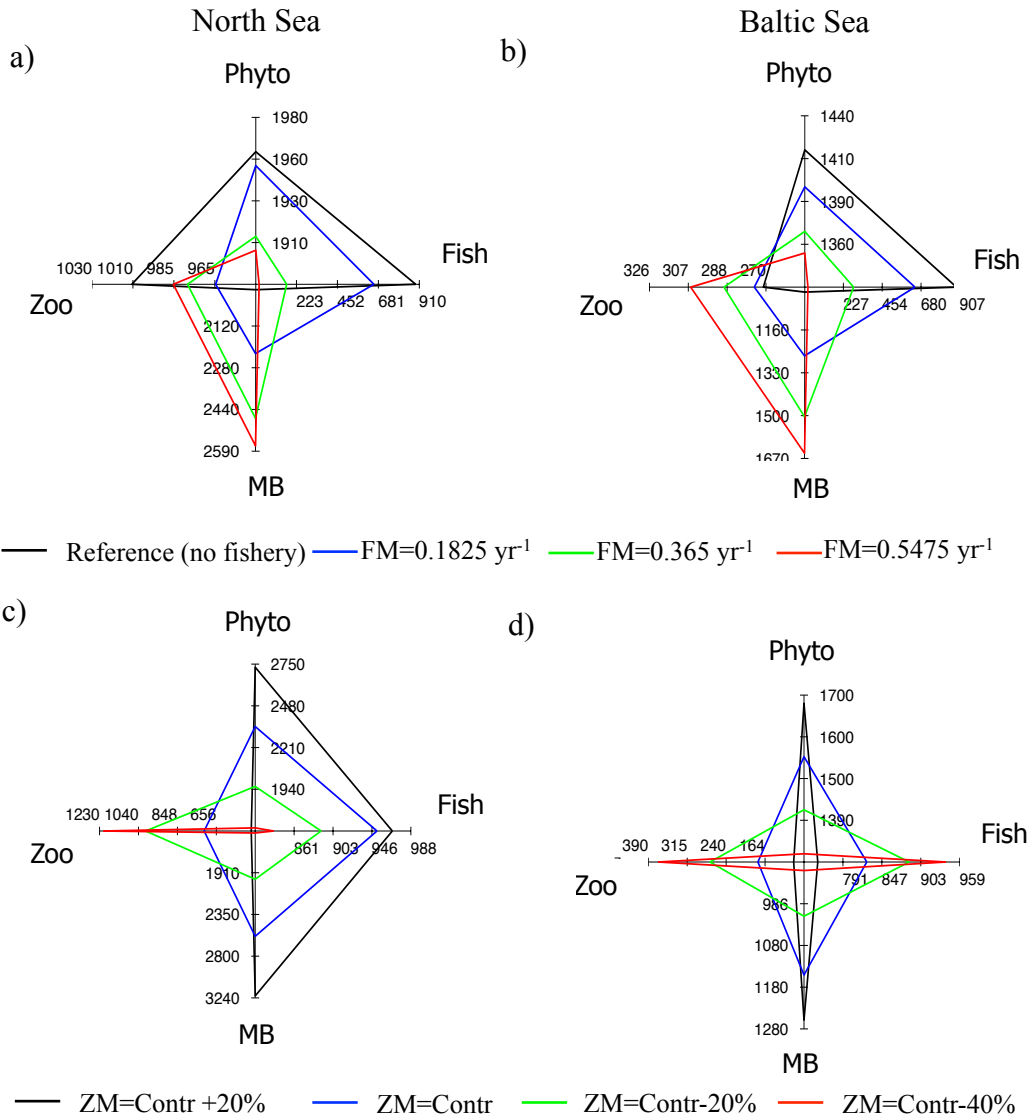 North Sea
Baltic Sea
a)
b)
Phyto
Phyto
1980
1960
1930
1910
1440
1410
1390
1360
Fish
Fish
1030 1010 985 965
326 307 288 270
Zoo
Zoo
223 452 681 910
227 454 680 907
2120
2280
2440
2590
1160
1330
1500
1670
MB
MB
Reference (no fishery) FM=0.1825 yr-1 FM=0.365 yr-1 FM=0.5475 yr-1
c)
d)
Phyto
Phyto
2750
2480
2210
1940
1700
1600
1500
1390
Fish
Fish
1230 1040 848 656
390 315 240 164
Zoo
Zoo
861 903 946 988
791 847 903 959
1910
2350
2800
3240
986
1080
1180
1280
MB
MB
ZM=Contr +20% ZM=Contr ZM=Contr-20% ZM=Contr-40%